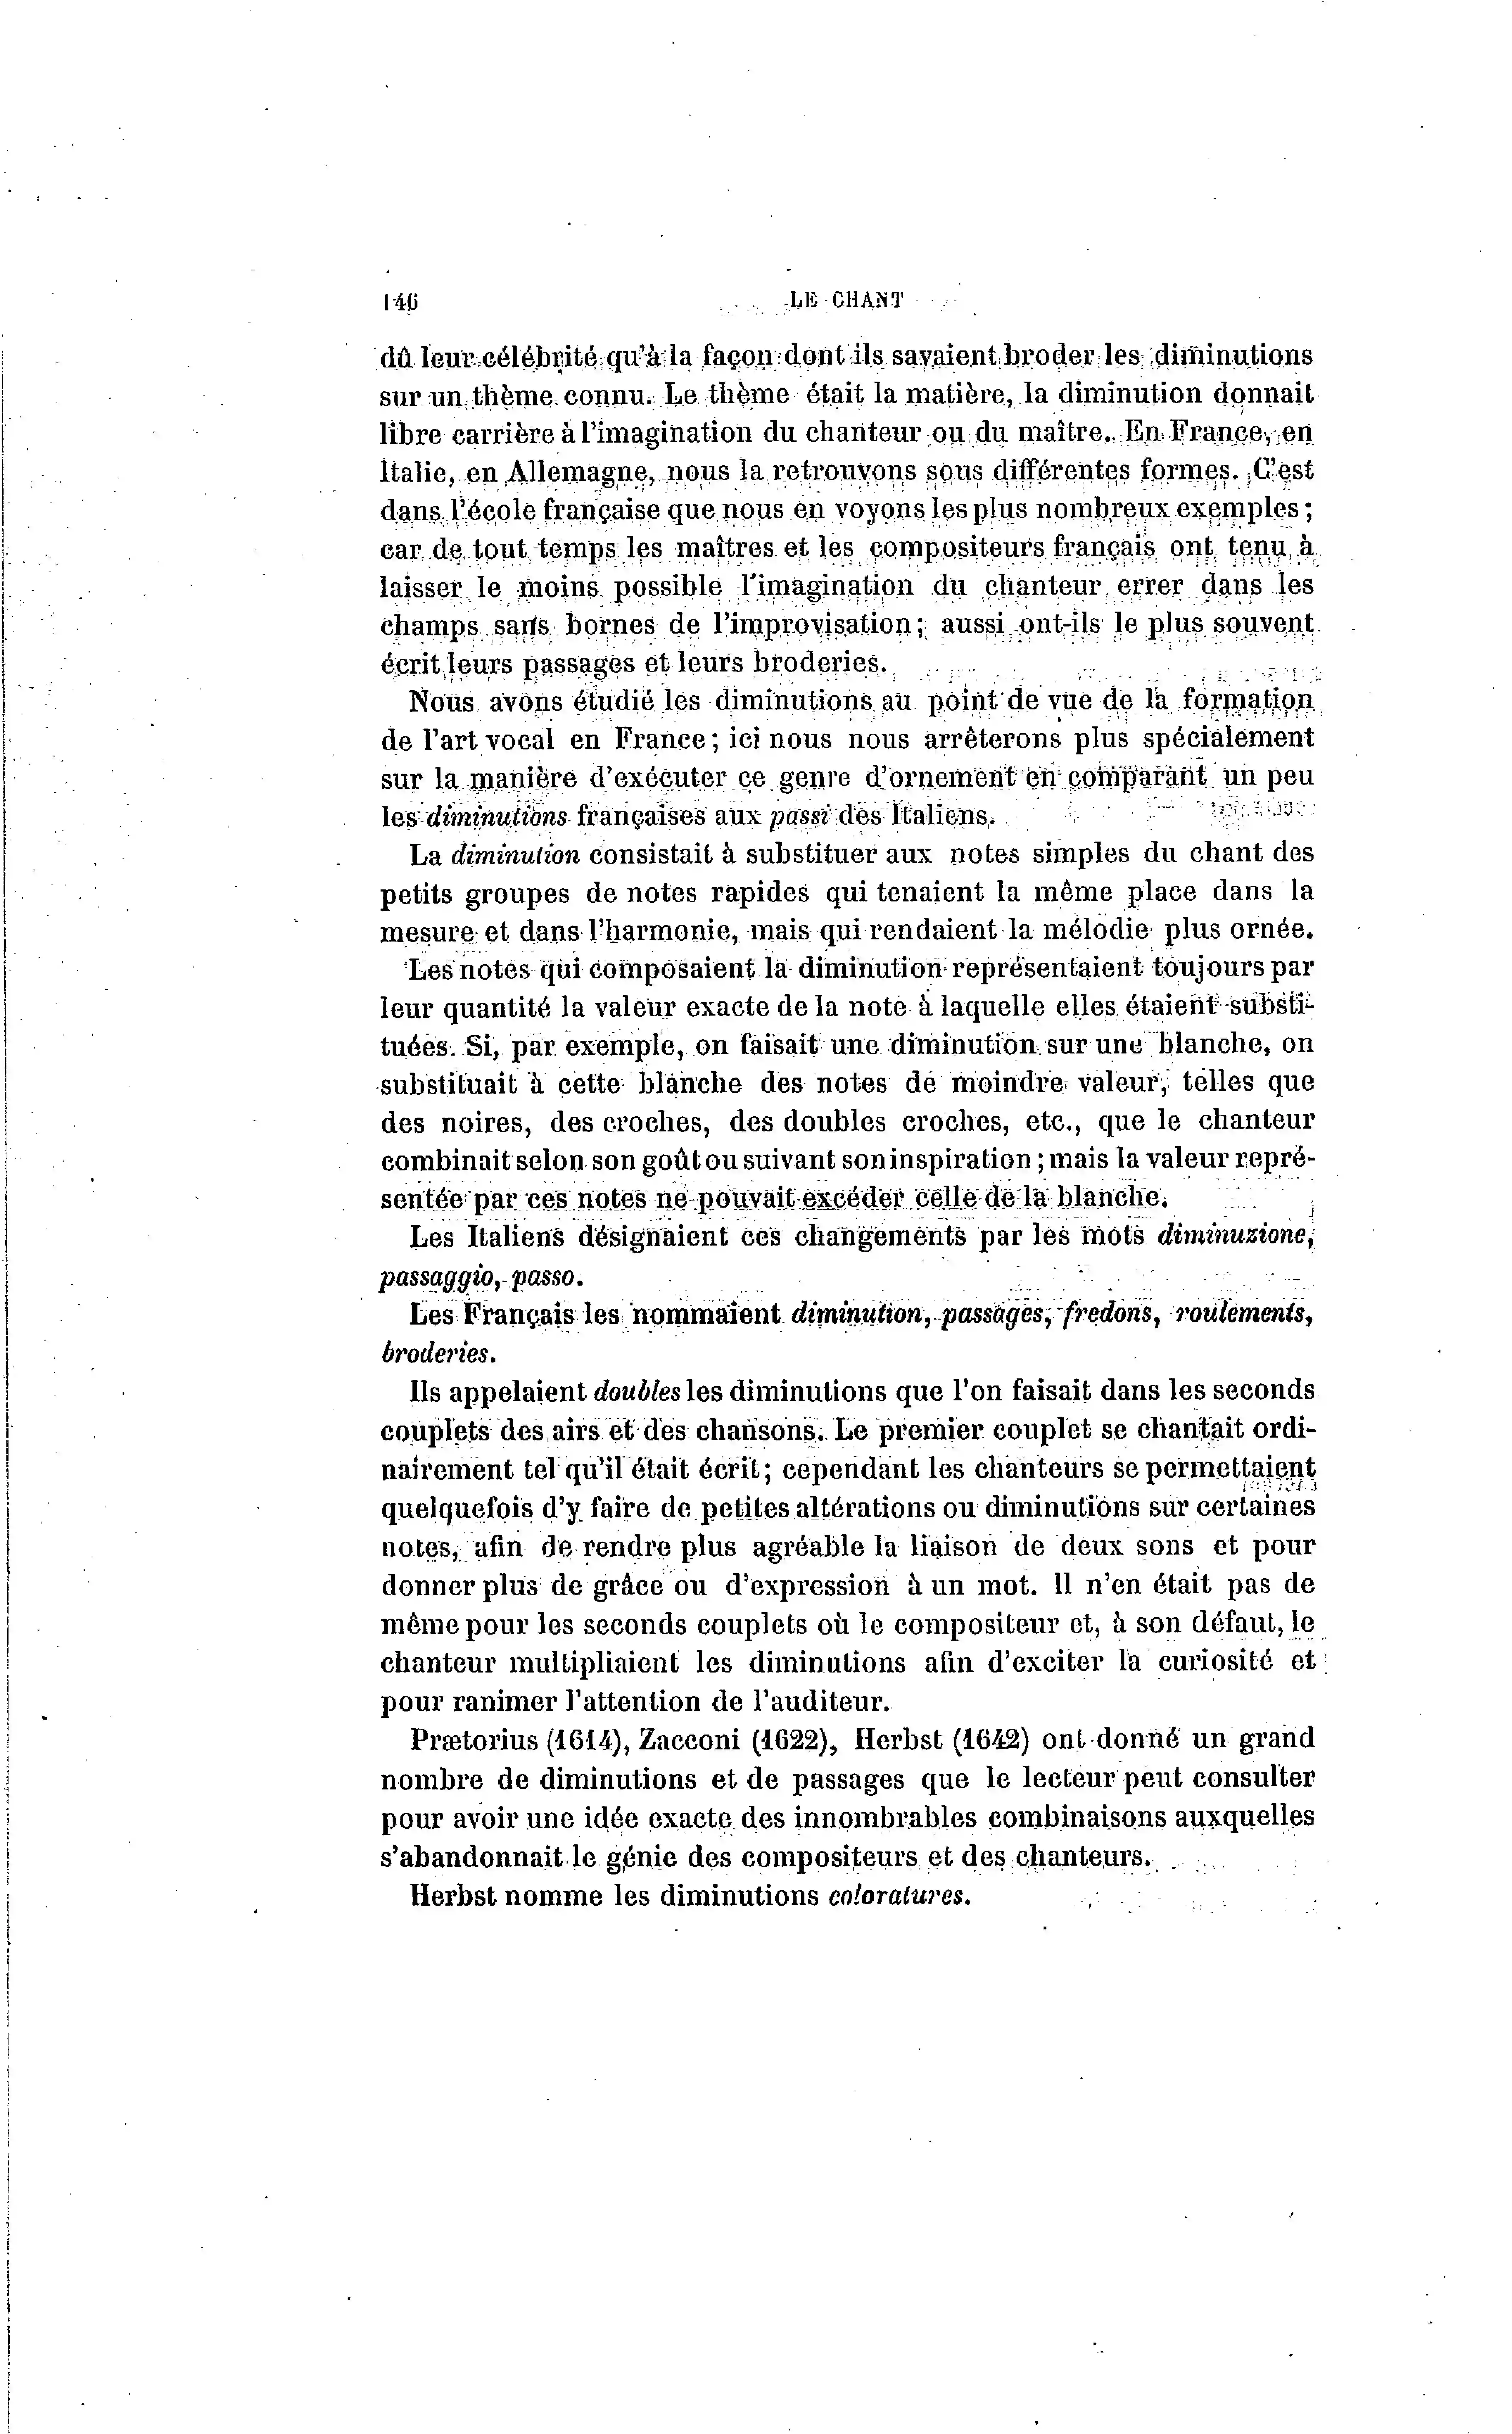 146
LE CHANT
dû leur célébrité qu'à la façon dont ils savaient broder les diminutions
sur un thème connu. Le thème était la matière, la diminution donnait
libre carrière à l'imagination du chanteur ou du maître. En France, en
Italie, en Allemagne, nous la retrouvons sous différentes formes. C'est
dans l'école française que nous en voyons les plus nombreux exemples;
car de tout temps les maîtres et les compositeurs français ont tenu à
laisser le moins possible l'imagination du chanteur errer dans les
champs sans bornes de l'improvisation; aussi ont-ils le plus souvent
écrit leurs passages et leurs broderies.
Nous avons étudié les diminutions au point de vue de la formation
de l'art vocal en France; ici nous nous arrêterons plus spécialement
sur la manière d'exécuter ce genre d'ornement en comparant un peu
les diminutions françaises aux passi des Italiens.
La diminution consistait à substituer aux notes simples du chant des
petits groupes de notes rapides qui tenaient la même place dans la
mesure et dans l'harmonie, mais qui rendaient la mélodie plus ornée.
Les notes qui composaient la diminution représentaient toujours par
leur quantité la valeur exacte de la note à laquelle elles étaient substi-
tuées. Si, par exemple, on faisait une diminution sur une blanche, on
substituait à cette blanche des notes de moindre valeur, telles que
des noires, des croches, des doubles croches, etc., que le chanteur
combinait selon son goût ou suivant son inspiration; mais la valeur repré-
sentée par ces notes ne pouvait excéder celle de la blanche.
Les Italiens désignaient ces changements par les mots diminuzione,
passaggio, passo.
Les Français les nommaient diminution, passages, fredons, roulements,
broderies.
Ils appelaient doubles les diminutions que l'on faisait dans les seconds
couplets des airs et des chansons. Le premier couplet se chantait ordi-
nairement tel qu'il était écrit; cependant les chanteurs se permettaient
quelquefois d'y faire de petites altérations ou diminutions sur certaines
notes, afin de rendre plus agréable la liaison de deux sons et pour
donner plus de grâce ou d'expression à un mot. Il n'en était pas de
même pour les seconds couplets où le compositeur et, à son défaut, le
chanteur multipliaient les diminutions afin d'exciter la curiosité et
pour ranimer l'attention de l'auditeur.
Prætorius (1614), Zacconi (1622), Herbst (1642) ont donné un grand
nombre de diminutions et de passages que le lecteur peut consulter
pour avoir une idée exacte des innombrables combinaisons auxquelles
s'abandonnait le génie des compositeurs et des chanteurs.
Herbst nomme les diminutions coloratures.